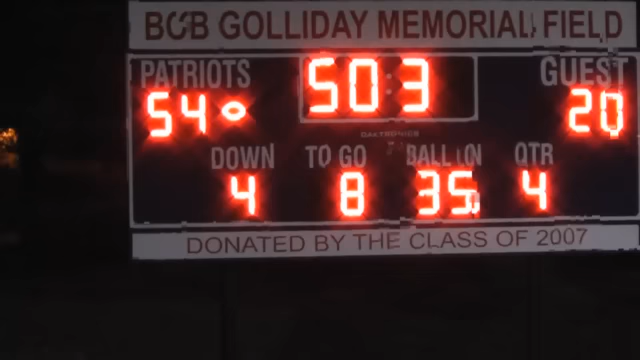 BOB GOLLIDAY MEMORIAL FIELD
PATRIOTS 50:3 GUEST
54 20
DAKTRONICS
DOWN TO GO BALL ON QTR
4 8 35 4
DONATED BY THE CLASS OF 2007